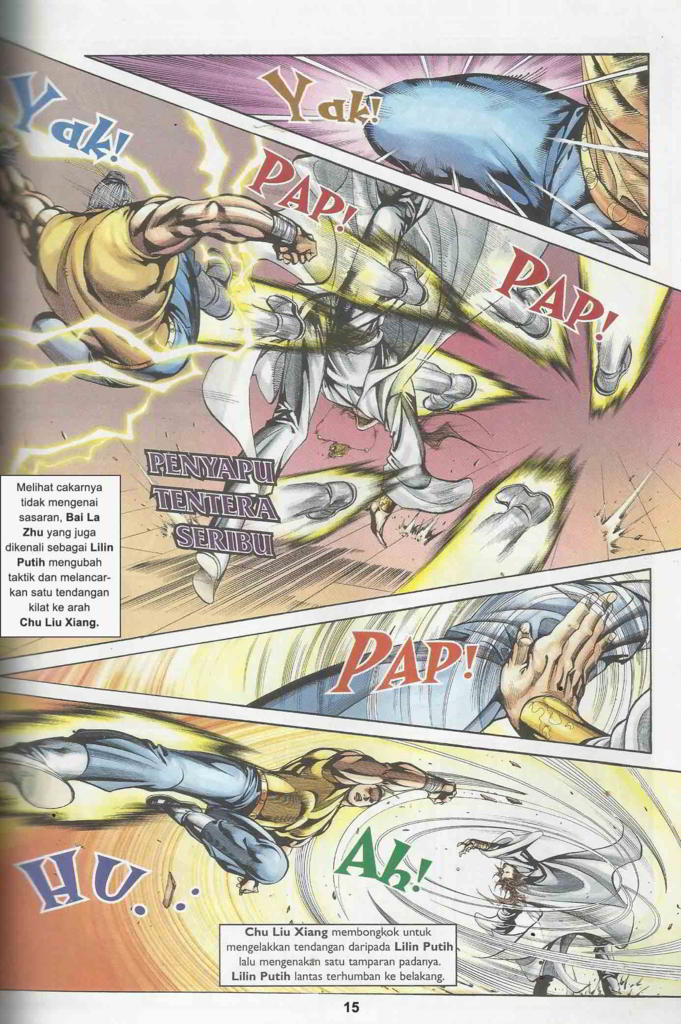 Yak!
Yak!
PAP!
PAP!
PENYAPU
TENTERA
SERIBU
Melihat cakarnya
tidak mengenai
sasaran, Bai La
Zhu yang juga
dikenali sebagai Lilin
Putih mengubah
taktik dan melancar-
kan satu tendangan
kilat ke arah
Chu Liu Xiang.
PAP!
HU...
Ah!
Chu Liu Xiang membongkok untuk
mengelakkan tendangan daripada Lilin Putih
lalu mengenakan satu tamparan padanya.
Lilin Putih lantas terhumban ke belakang.
15